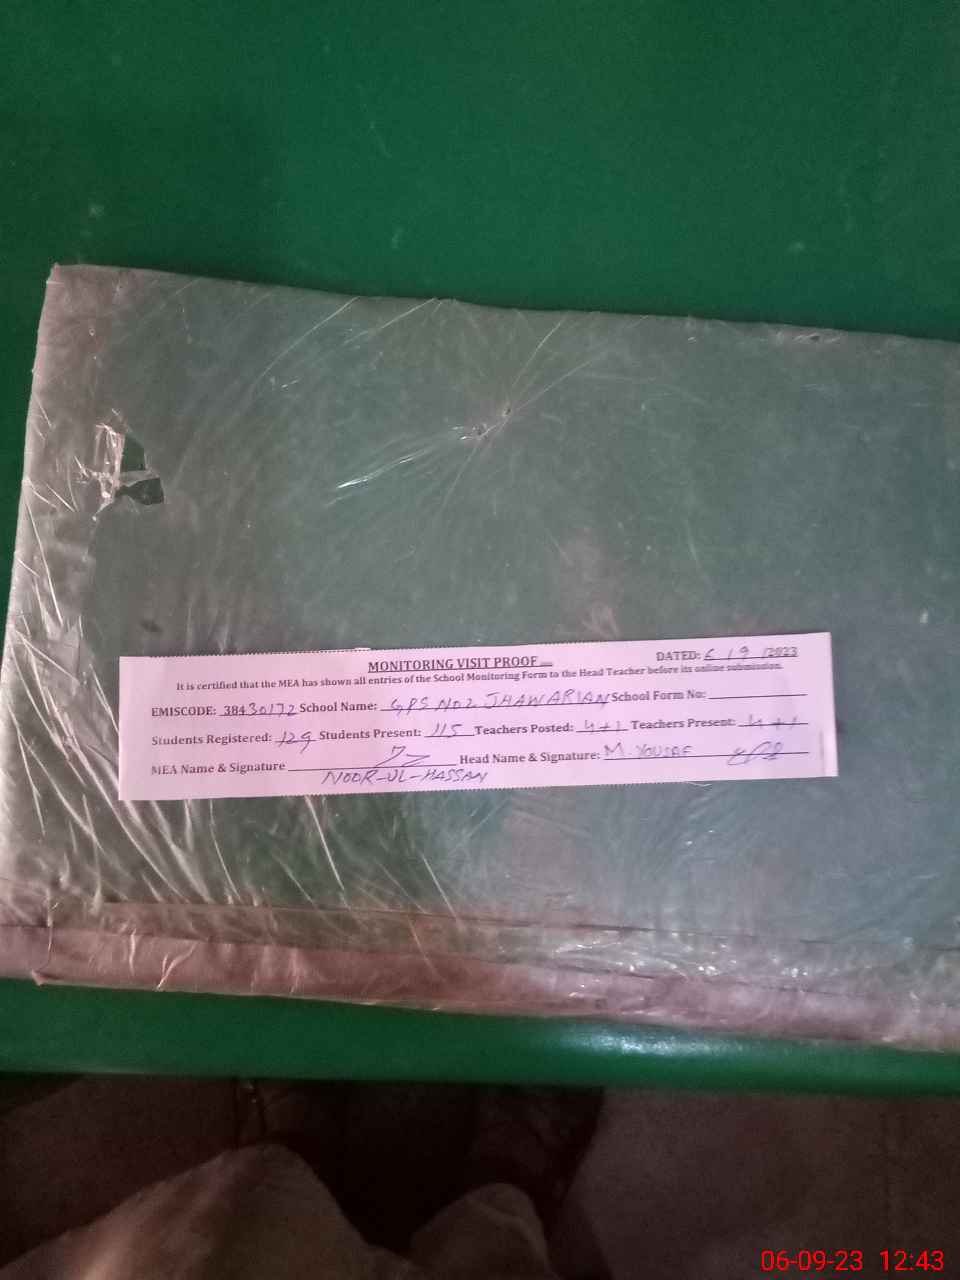 MONITORING VISIT PROOF
DATED: 6 / 9 /2023
It is certified that the MEA has shown all entries of the School Monitoring Form to the Head Teacher before its online submission.
EMISCODE: 38430172 School Name: GPS NO2 JHAWARIAN School Form No:
Students Registered: 129 Students Present: 115 Teachers Posted: 4+1 Teachers Present: 4+1
MEA Name & Signature Head Name & Signature: M. YOUSAF
NOOR-UL-HASSAN
06-09-23 12:43